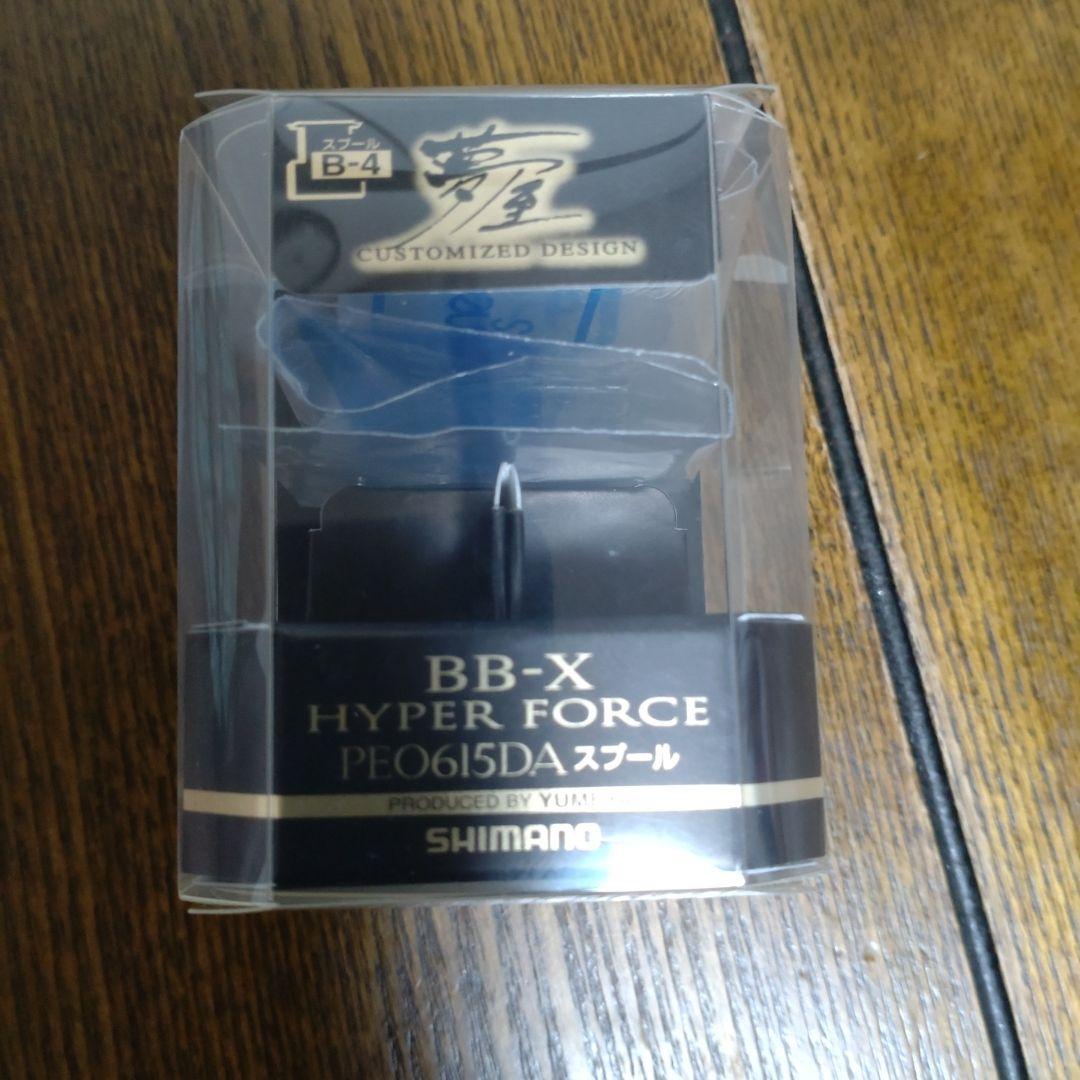 スプール
B-4
夢屋
CUSTOMIZED DESIGN
BB-X
HYPER FORCE
PE0615DA スプール
PRODUCED BY
SHIMANO